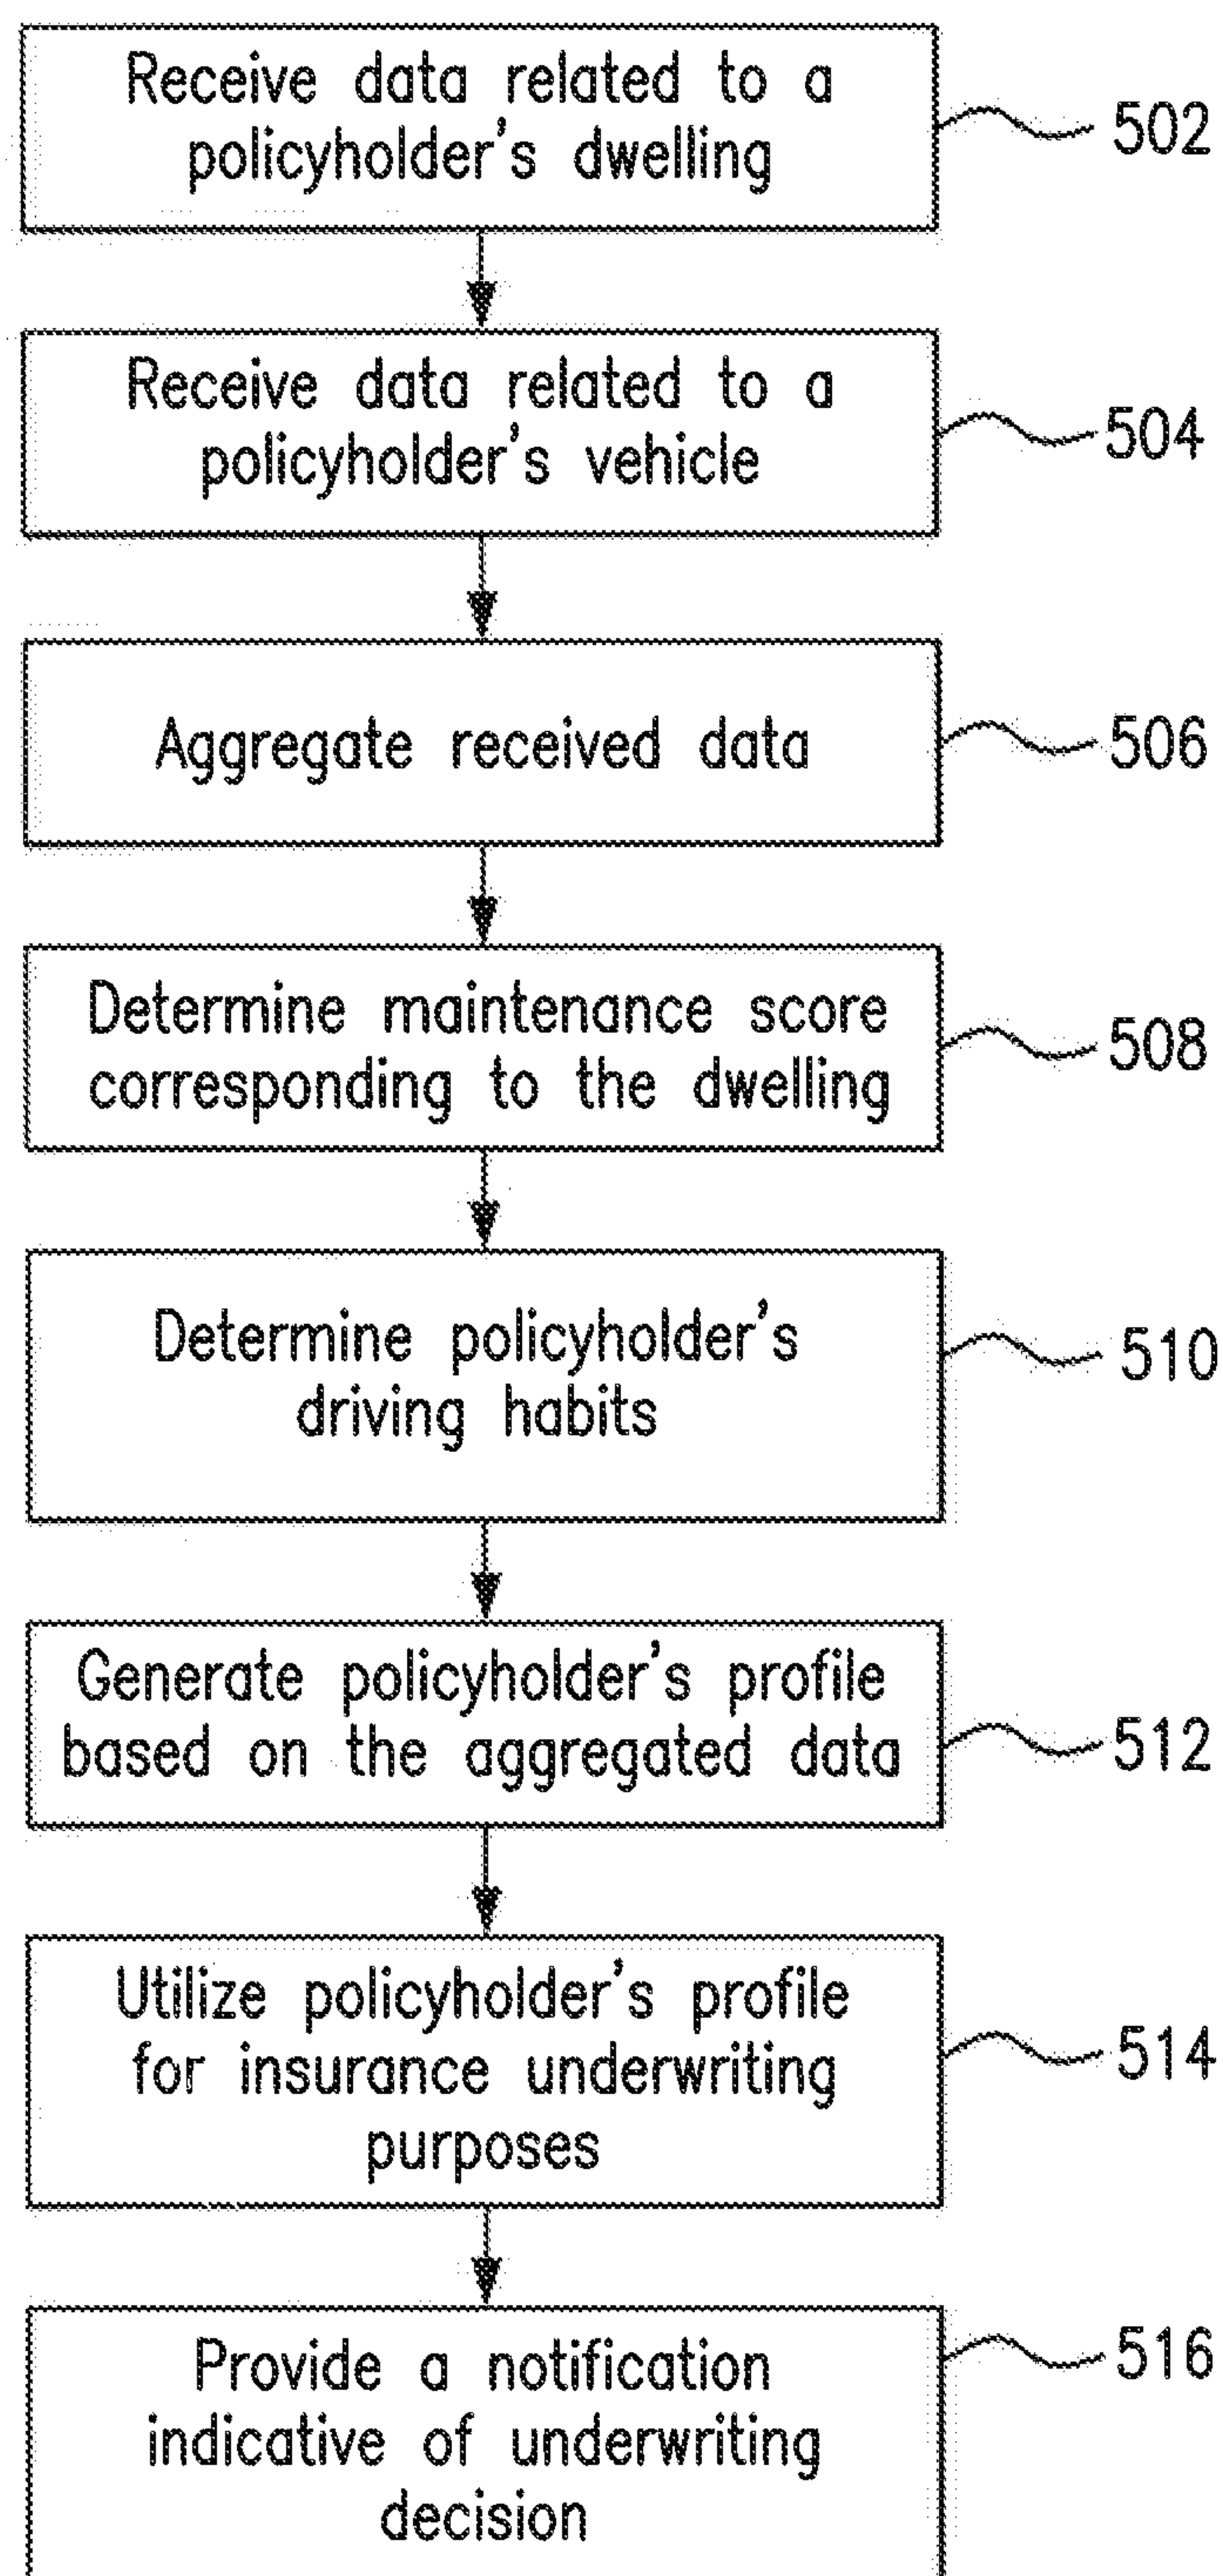 Receive data related to a
policyholder's dwelling
502
Receive data related to a
policyholder's vehicle
504
Aggregate received data
506
Determine maintenance score
corresponding to the dwelling
508
Determine policyholder's
driving habits
510
Generate policyholder's profile
based on the aggregated data
512
Utilize policyholder's profile
for insurance underwriting
purposes
514
Provide a notification
indicative of underwriting
decision
516